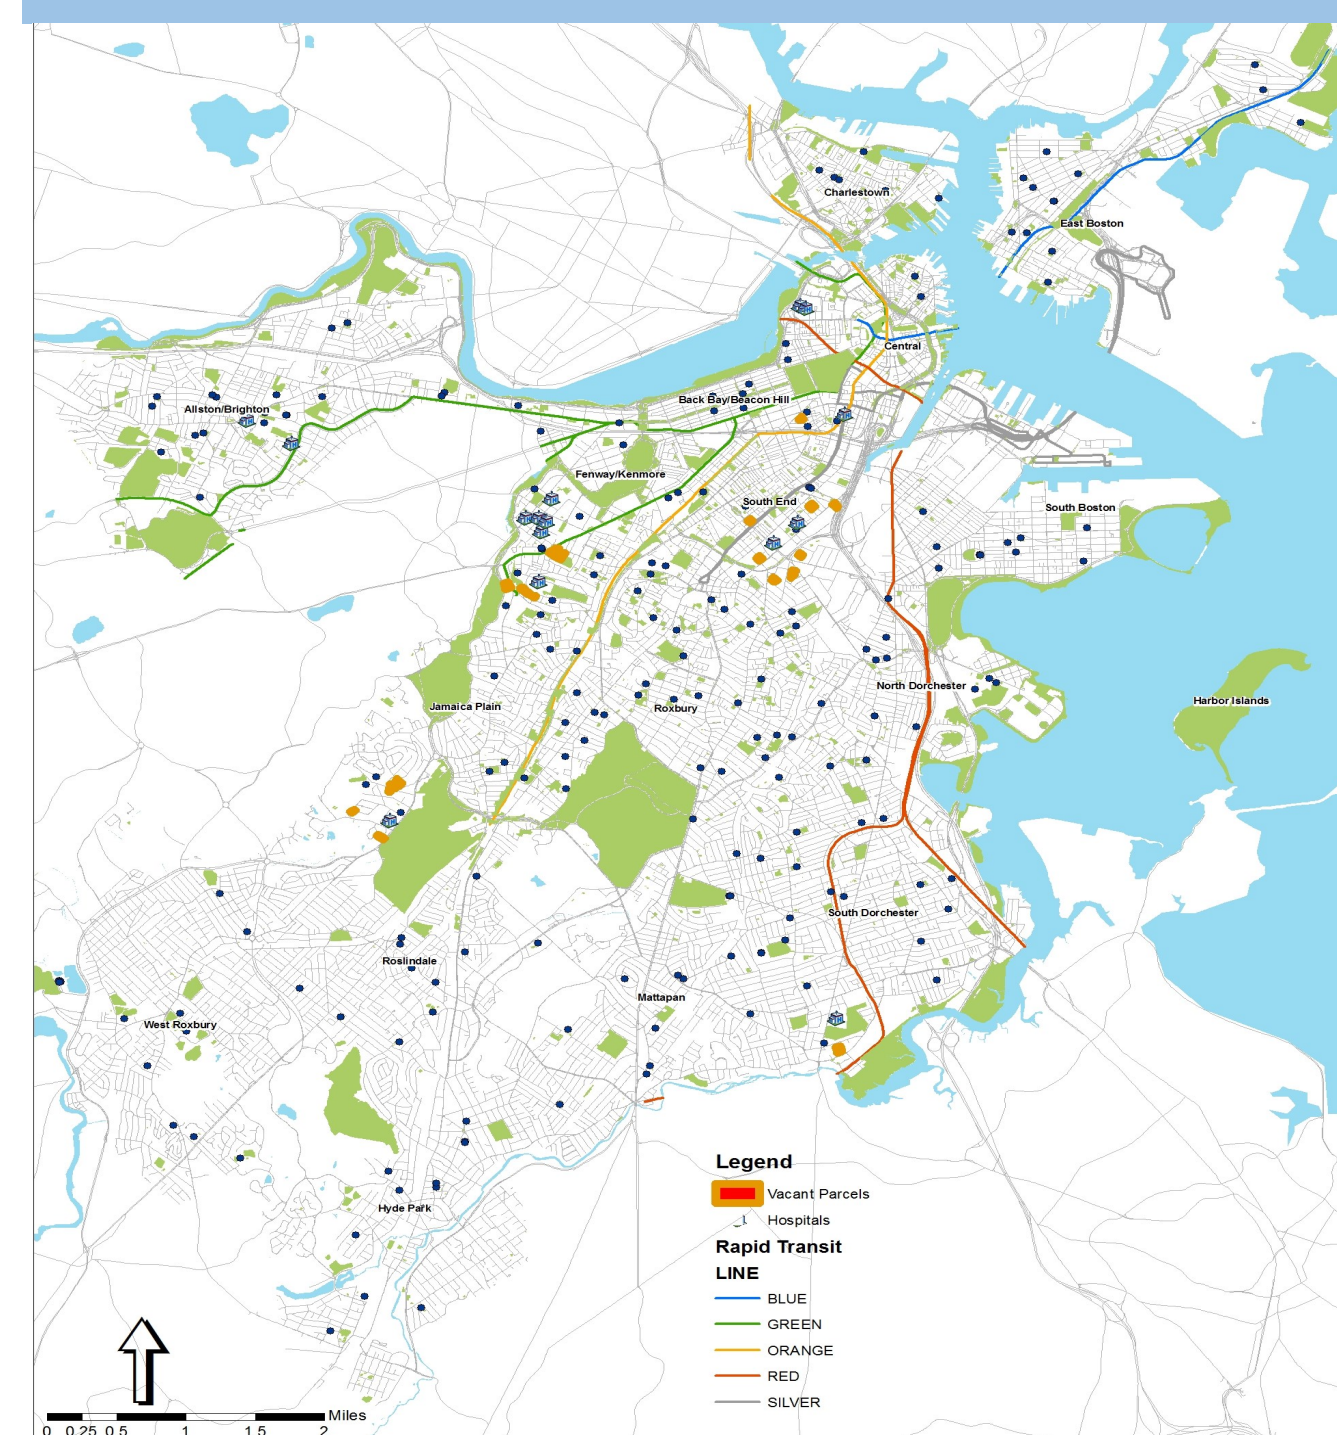 Charlestown
East Boston
Central
Back Bay/Beacon Hill
Allston/Brighton
Fenway/Kenmore
South End
South Boston
North Dorchester
Harbor Islands
Jamaica Plain
Roxbury
South Dorchester
Roslindale
Mattapan
West Roxbury
Hyde Park
Legend
Vacant Parcels
Hospitals
Rapid Transit
LINE
BLUE
GREEN
ORANGE
RED
SILVER
Miles
0 0.25 0.5 1 1.5 2